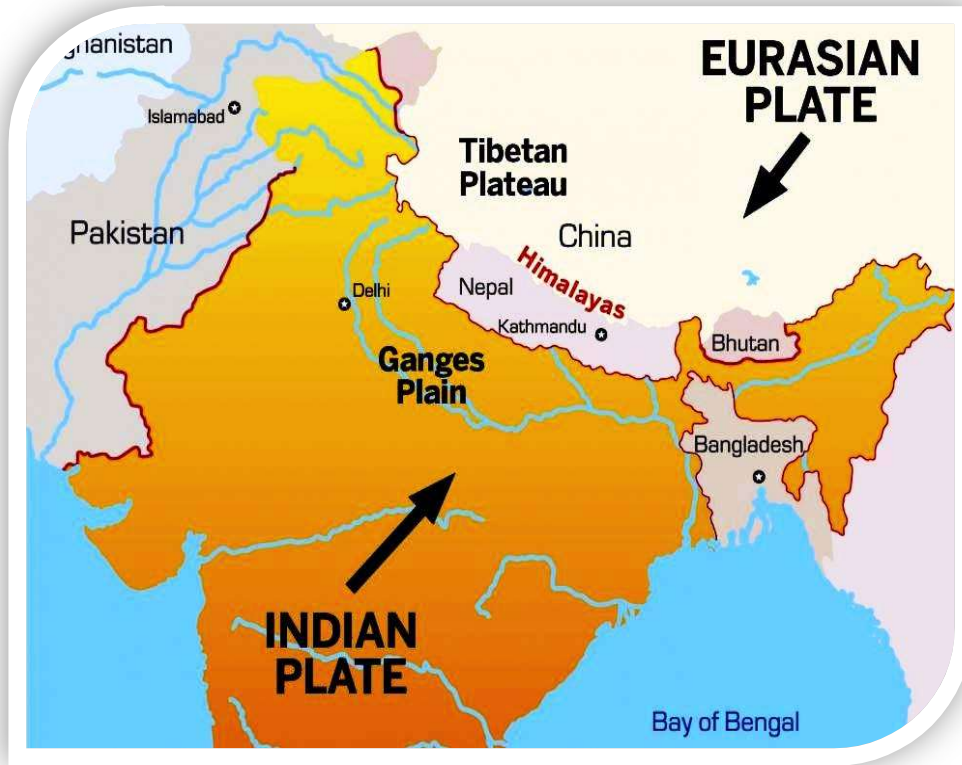 ghanistan
EURASIAN
PLATE
Islamabad
Tibetan
Plateau
Pakistan
China
Himalayas
Nepal
Delhi
Kathmandu
Bhutan
Ganges
Plain
Bangladesh
INDIAN
PLATE
Bay of Bengal